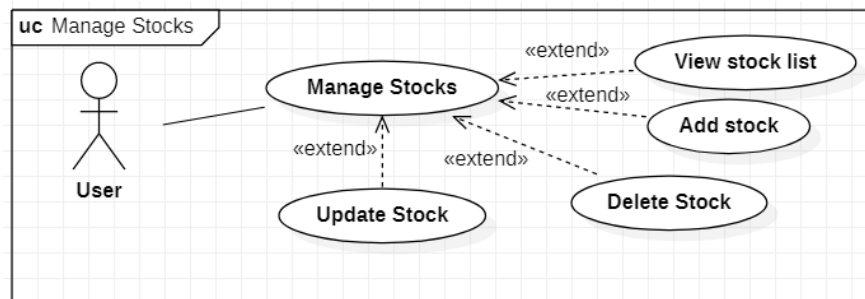 uc Manage Stocks
«extend»
View stock list
Manage Stocks
«extend»
Add stock
«extend»
«extend»
User
Update Stock
Delete Stock